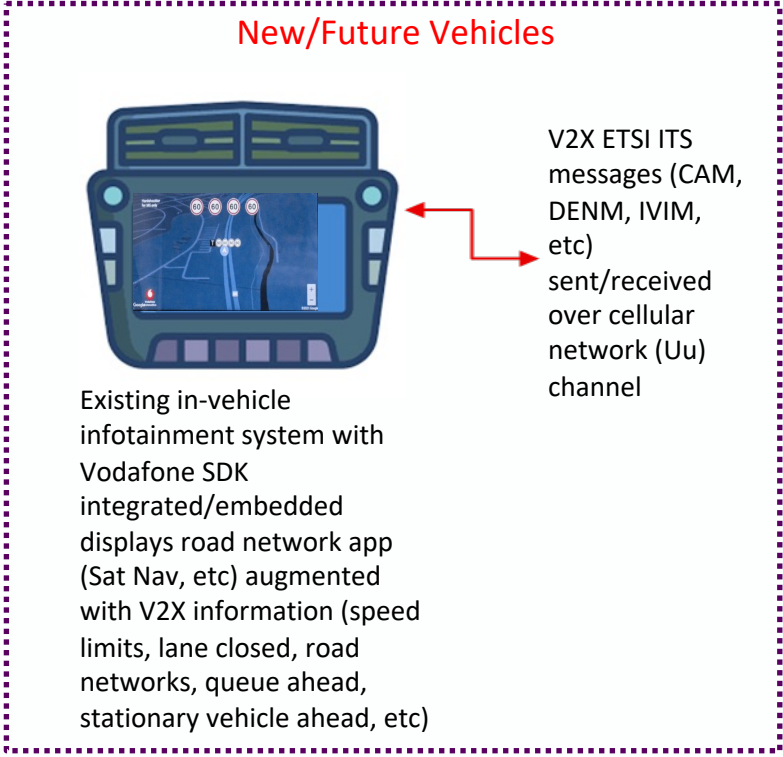 New/Future Vehicles
60 60 60 60
V2X ETSI ITS
messages (CAM,
DENM, IVIM,
etc)
sent/received
over cellular
network (Uu)
channel
Existing in-vehicle
infotainment system with
Vodafone SDK
integrated/embedded
displays road network app
(Sat Nav, etc) augmented
with V2X information (speed
limits, lane closed, road
networks, queue ahead,
stationary vehicle ahead, etc)